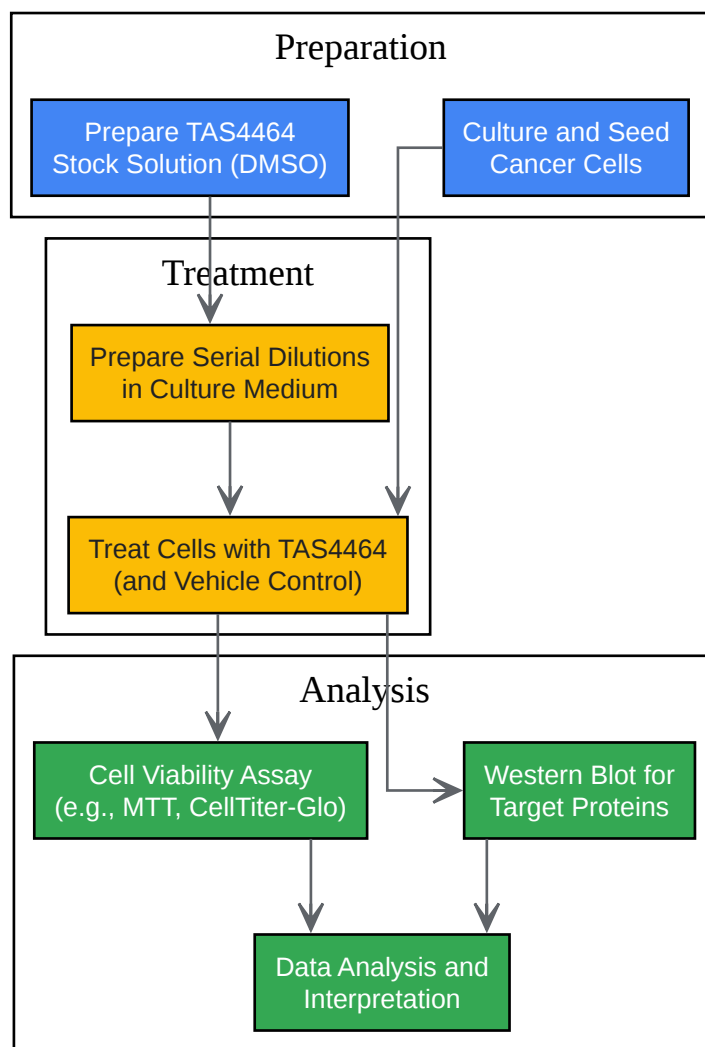 Preparation
Prepare TAS4464
Stock Solution (DMSO)
Culture and Seed
Cancer Cells
Treatment
Prepare Serial Dilutions
in Culture Medium
Treat Cells with TAS4464
(and Vehicle Control)
Analysis
Cell Viability Assay
(e.g., MTT, CellTiter-Glo)
Western Blot for
Target Proteins
Data Analysis and
Interpretation